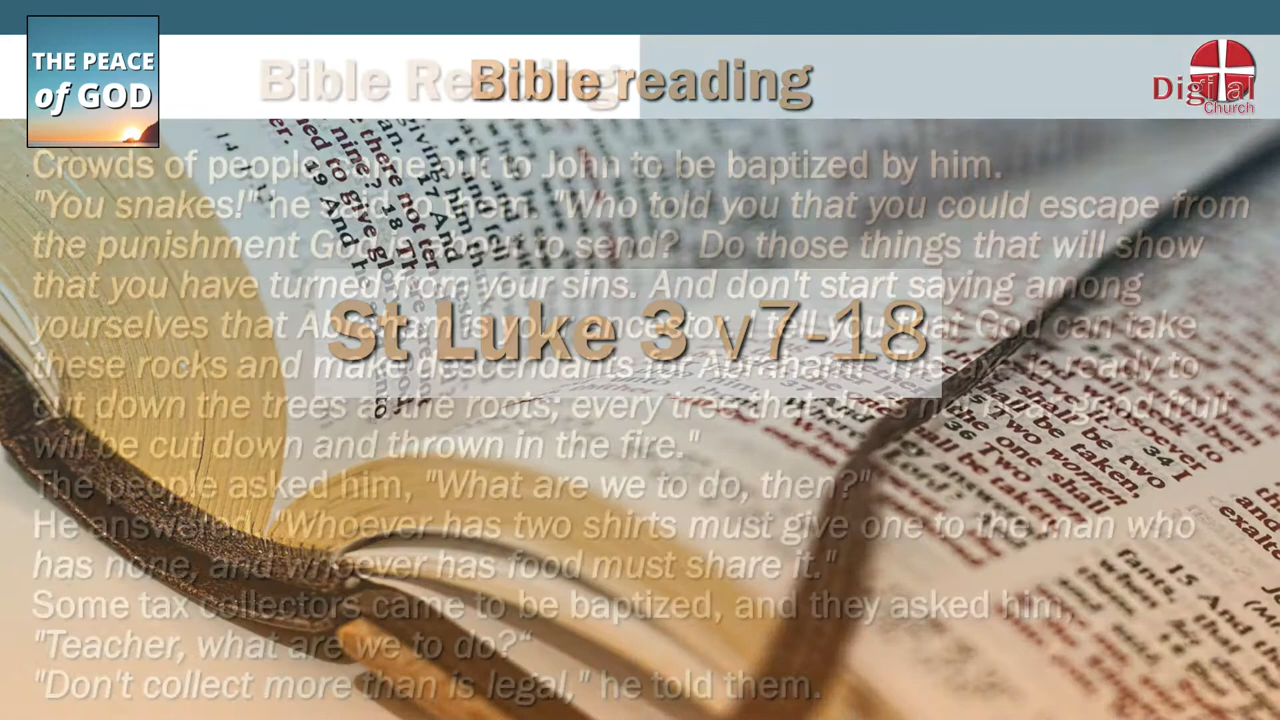 THE PEACE
of GOD
Bible Reading
Bible reading
Digital
Church
Crowds of people came out to John to be baptized by him.
"You snakes!" he said to them. "Who told you that you could escape from
the punishment God is about to send? Do those things that will show
that you have turned from your sins. And don't start saying among
yourselves that Abraham is your ancestor. I tell you that God can take
these rocks and make descendants for Abraham! The axe is ready to
cut down the trees at the roots; every tree that does not bear good fruit
will be cut down and thrown in the fire."
St Luke 3 v7-18
The people asked him, "What are we to do, then?"
He answered, "Whoever has two shirts must give one to the man who
has none, and whoever has food must share it."
Some tax collectors came to be baptized, and they asked him,
"Teacher, what are we to do?“
"Don't collect more than is legal," he told them.